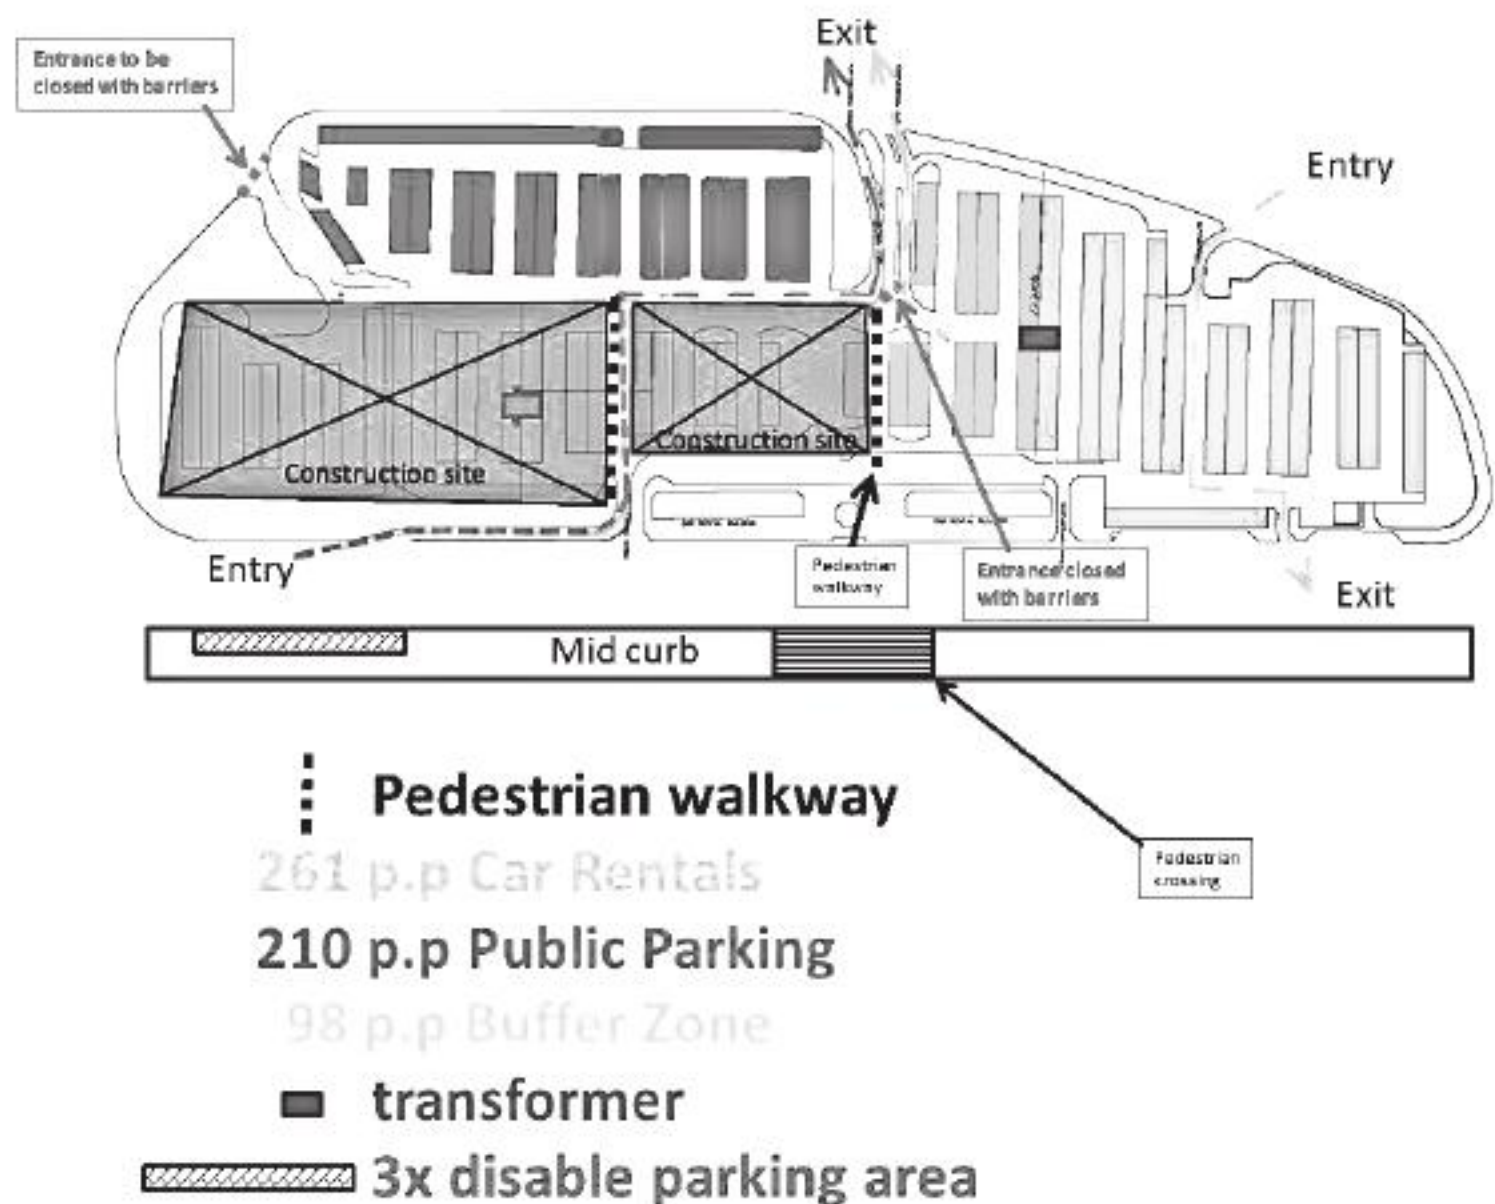 Exit
Entrance to be
closed with barriers
Entry
Construction site
Construction site
Entry
Pedestrian
walkway
Entrance closed
with barriers
Exit
Mid curb
Pedestrian walkway
Pedestrian
crossing
261 p.p Car Rentals
210 p.p Public Parking
98 p.p Buffer Zone
transformer
3x disable parking area